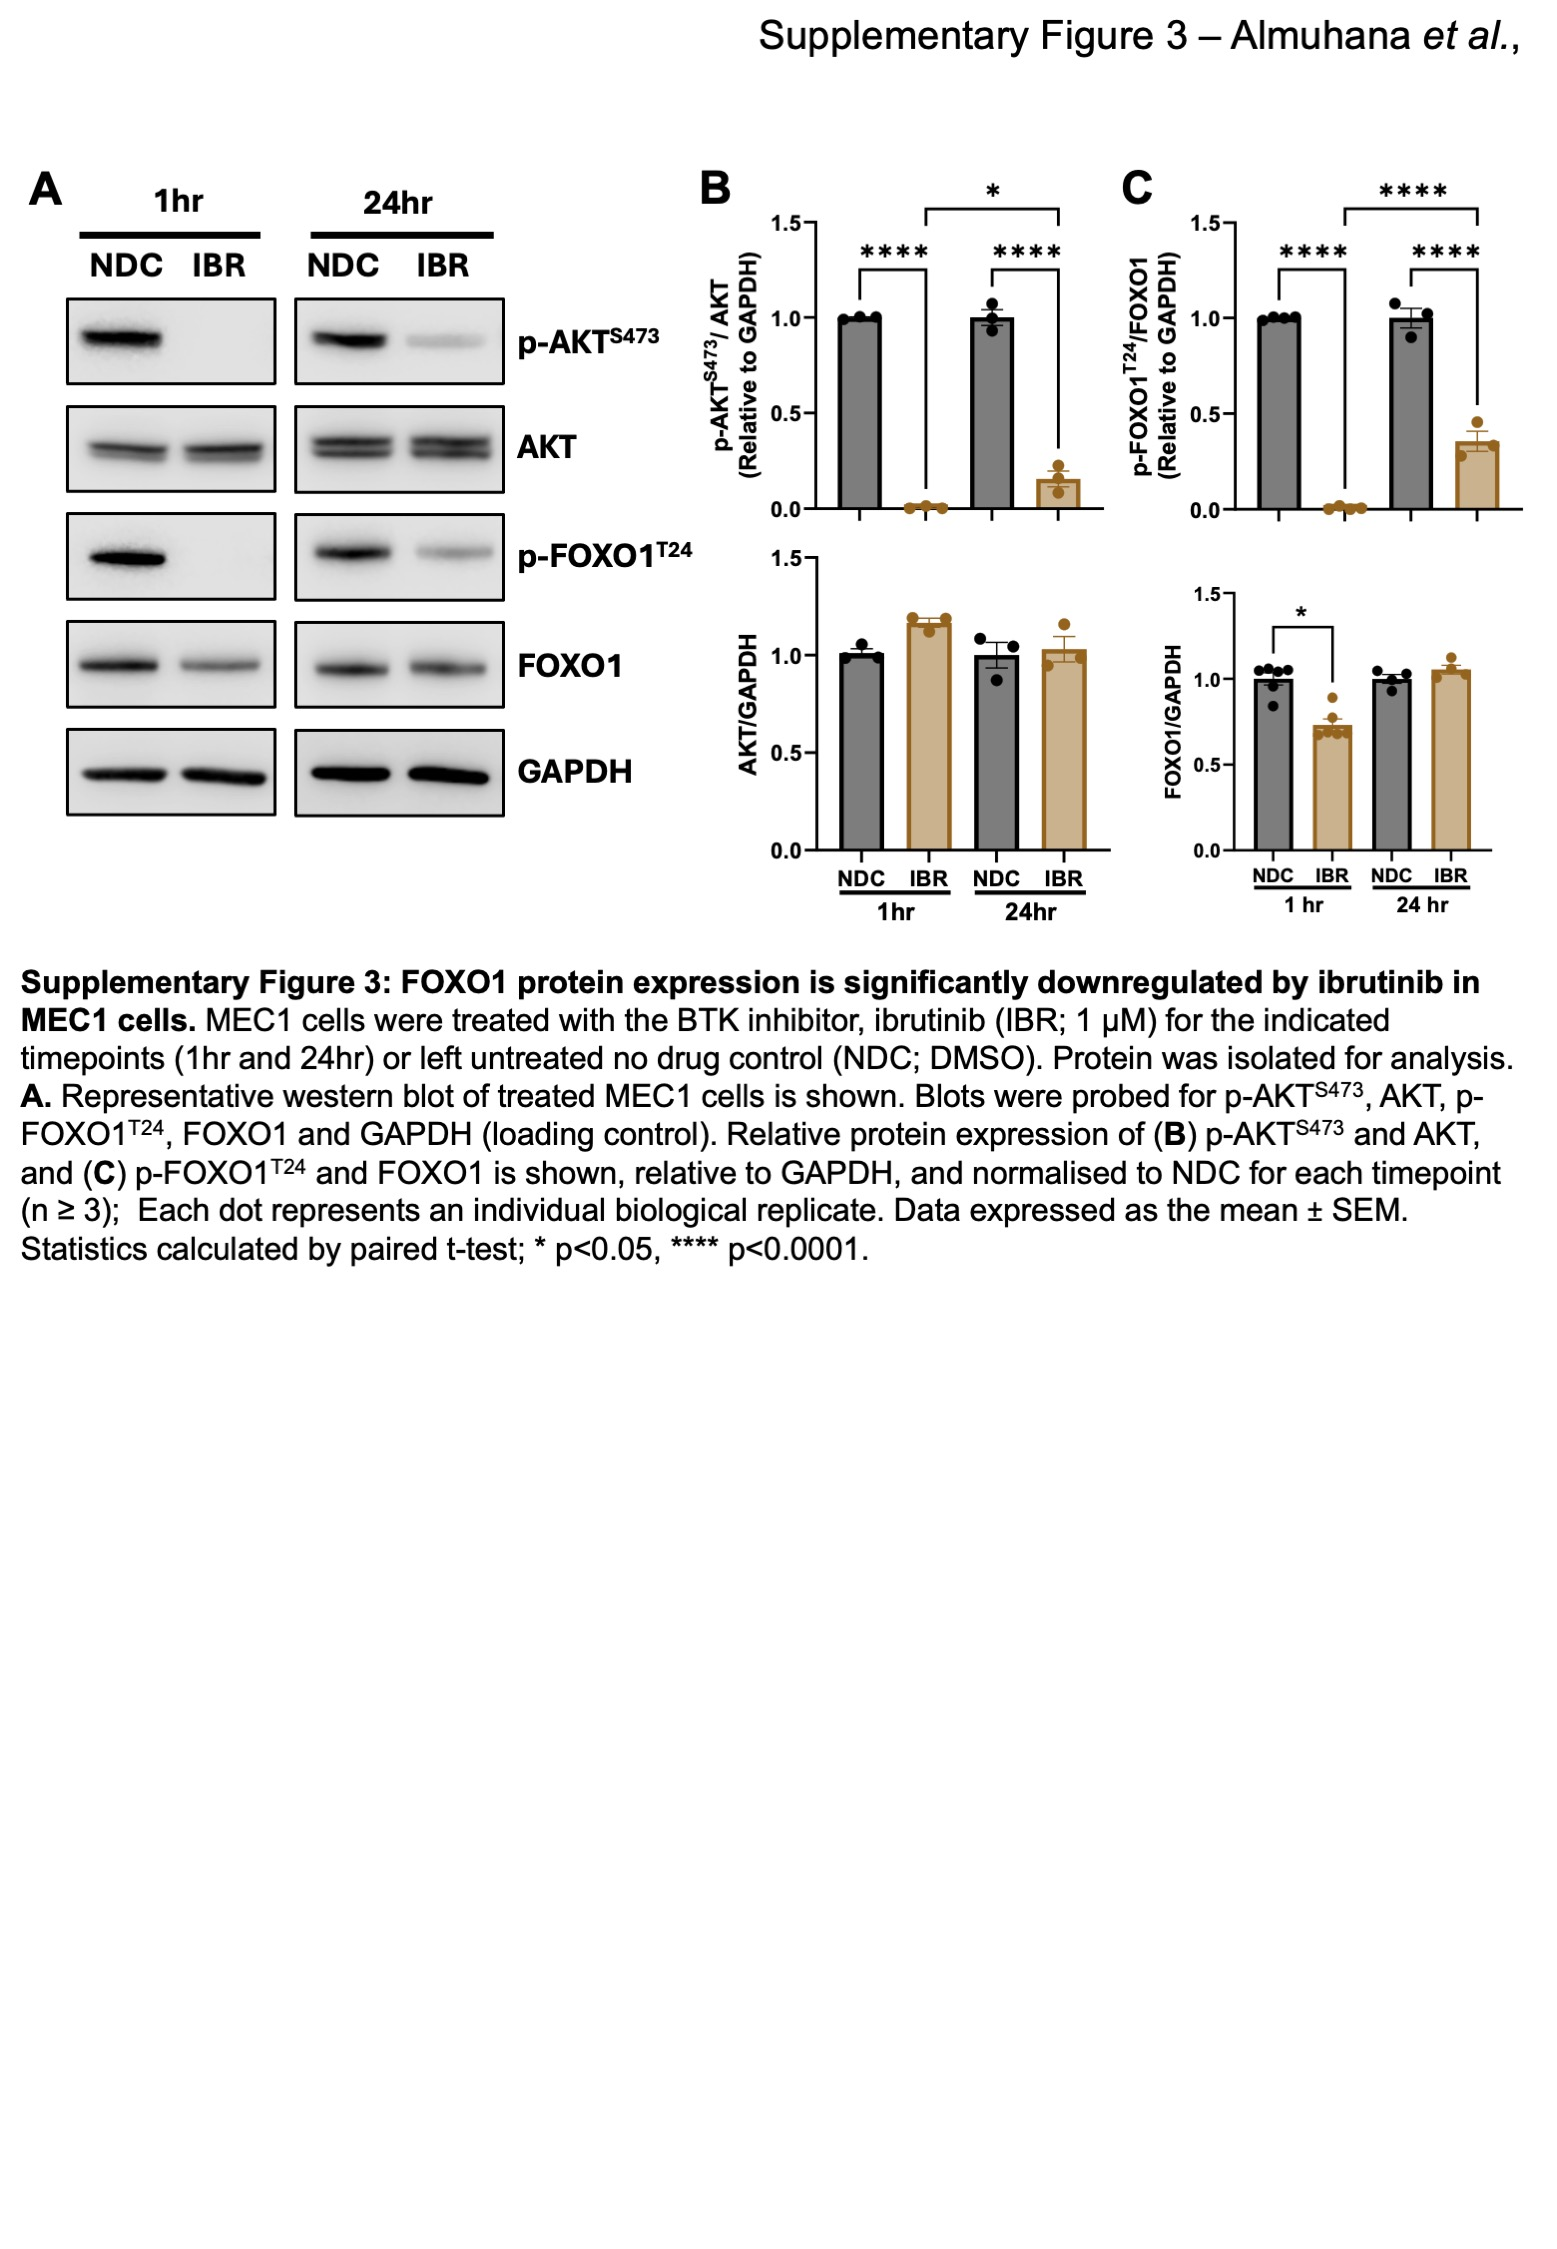 Supplementary Figure 3 – Almuhana et al.,
A
1hr
24hr
NDC IBR
NDC IBR
p-AKTS473
AKT
p-FOXO1T24
FOXO1
GAPDH
B
p-AKTS473/ AKT
(Relative to GAPDH)
1.5
1.0
0.5
0.0
*
****
****
AKT/GAPDH
1.5
1.0
0.5
0.0
NDC IBR NDC IBR
1hr 24hr
C
p-FOXO1T24/FOXO1
(Relative to GAPDH)
1.5
1.0
0.5
0.0
****
****
****
FOXO1/GAPDH
1.5
1.0
0.5
0.0
*
NDC IBR NDC IBR
1 hr 24 hr
Supplementary Figure 3: FOXO1 protein expression is significantly downregulated by ibrutinib in
MEC1 cells. MEC1 cells were treated with the BTK inhibitor, ibrutinib (IBR; 1 µM) for the indicated
timepoints (1hr and 24hr) or left untreated no drug control (NDC; DMSO). Protein was isolated for analysis.
A. Representative western blot of treated MEC1 cells is shown. Blots were probed for p-AKTS473, AKT, p-
FOXO1T24, FOXO1 and GAPDH (loading control). Relative protein expression of (B) p-AKTS473 and AKT,
and (C) p-FOXO1T24 and FOXO1 is shown, relative to GAPDH, and normalised to NDC for each timepoint
(n ≥ 3); Each dot represents an individual biological replicate. Data expressed as the mean ± SEM.
Statistics calculated by paired t-test; * p<0.05, **** p<0.0001.